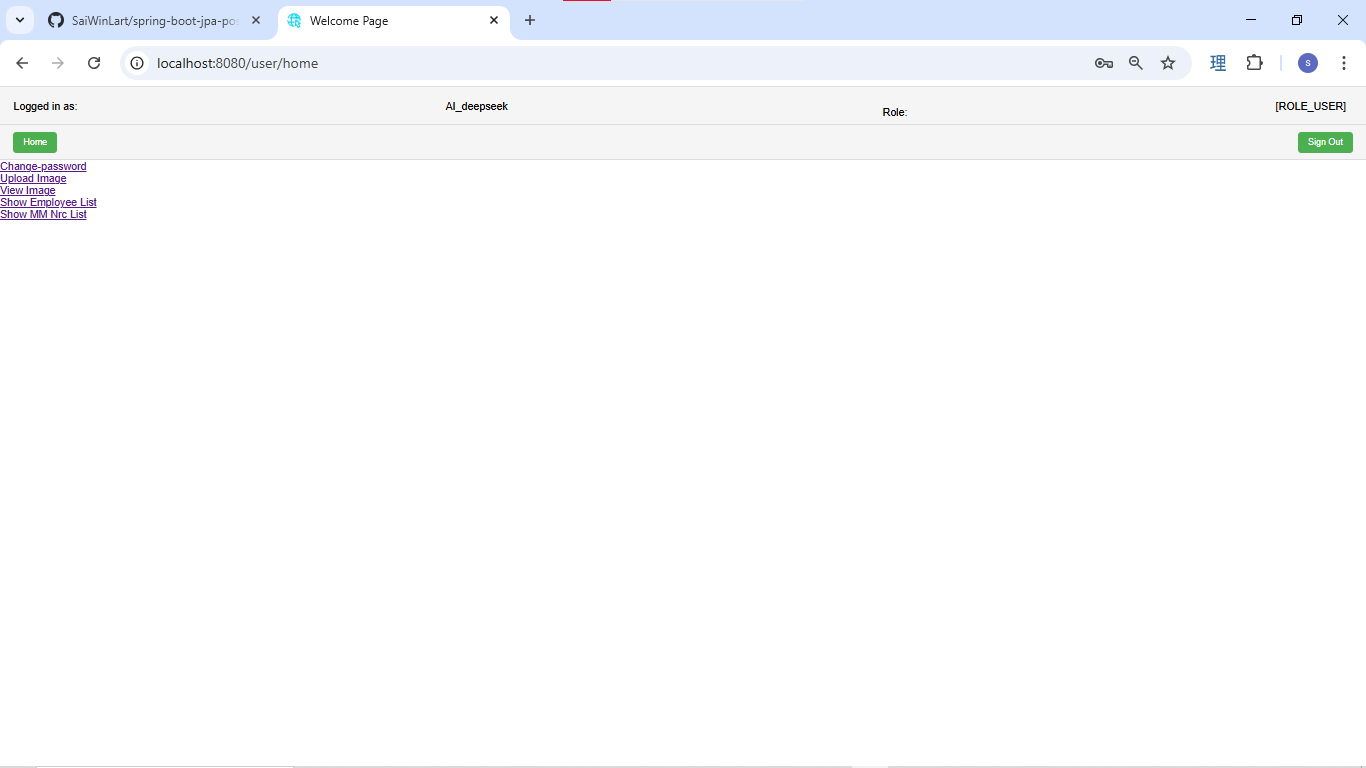 SaiWinLart/spring-boot-jpa-pos
Welcome Page
localhost:8080/user/home
理
s
Logged in as: AI_deepseek Role: [ROLE_USER]
Home Sign Out
Change-password
Upload Image
View Image
Show Employee List
Show MM Nrc List